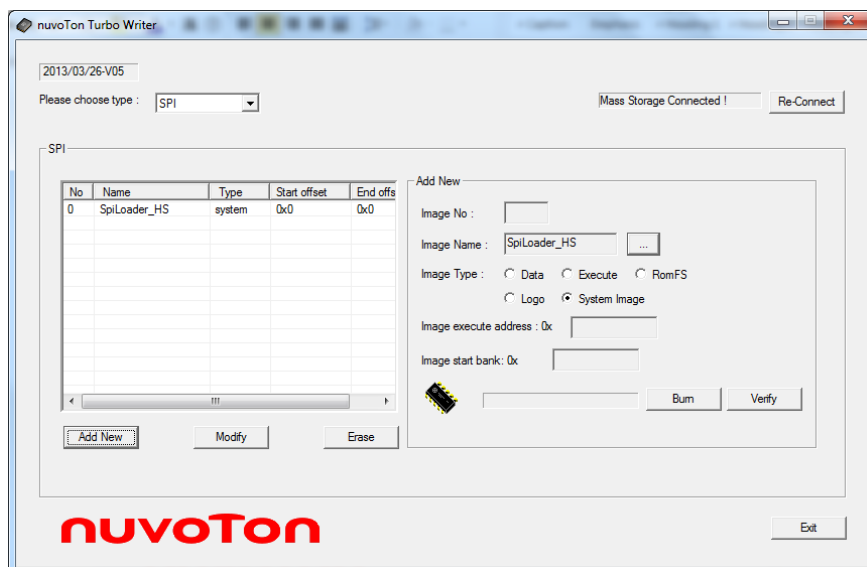 nuvoTon Turbo Writer
2013/03/26-V05
Please choose type : SPI
Mass Storage Connected ! Re-Connect
SPI
No Name Type Start offset End offs
0 SpiLoader_HS system 0x0 0x0
Add New Modify Erase
Add New
Image No :
Image Name : SpiLoader_HS ...
Image Type : Data Execute RomFS
Logo System Image
Image execute address : 0x
Image start bank: 0x
Burn Verify
nuvoTon
Exit